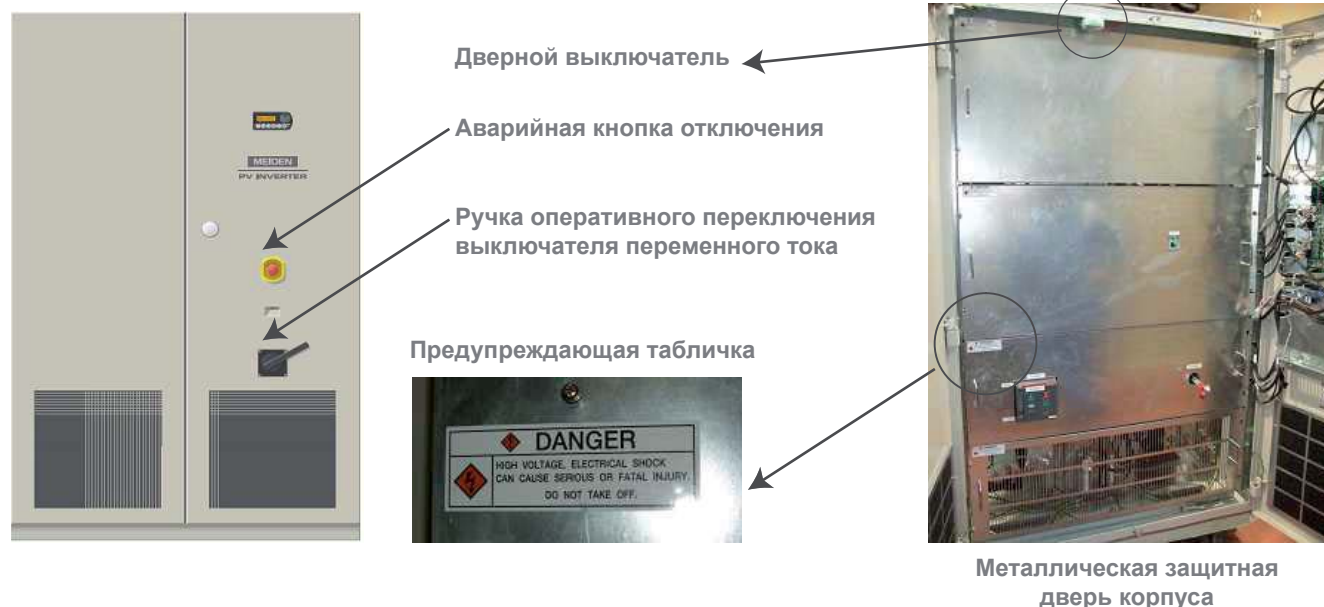 Дверной выключатель
Аварийная кнопка отключения
MEIDEN
PV INVERTER
Ручка оперативного переключения
выключателя переменного тока
Предупреждающая табличка
DANGER
HIGH VOLTAGE, ELECTRICAL SHOCK
CAN CAUSE SERIOUS OR FATAL INJURY.
DO NOT TAKE OFF.
Металлическая защитная
дверь корпуса